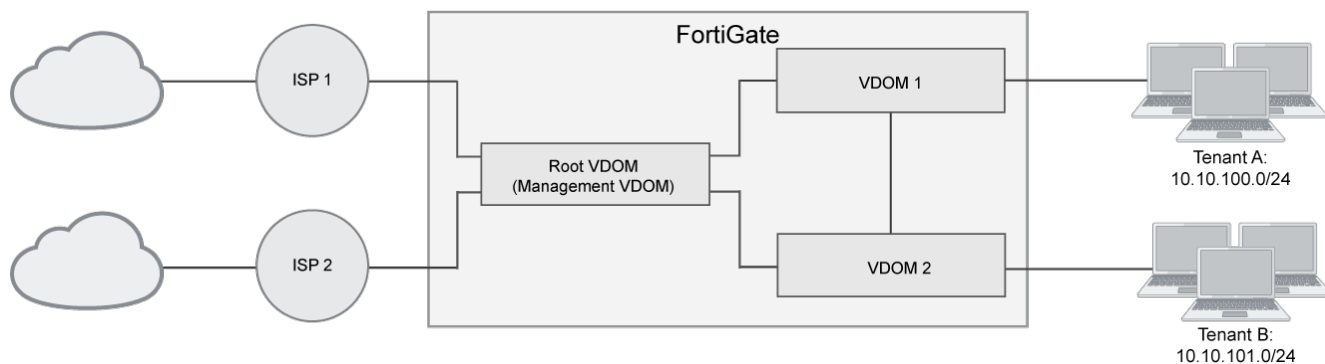 FortiGate
ISP 1
VDOM 1
Root VDOM
(Management VDOM)
Tenant A:
10.10.100.0/24
ISP 2
VDOM 2
Tenant B:
10.10.101.0/24